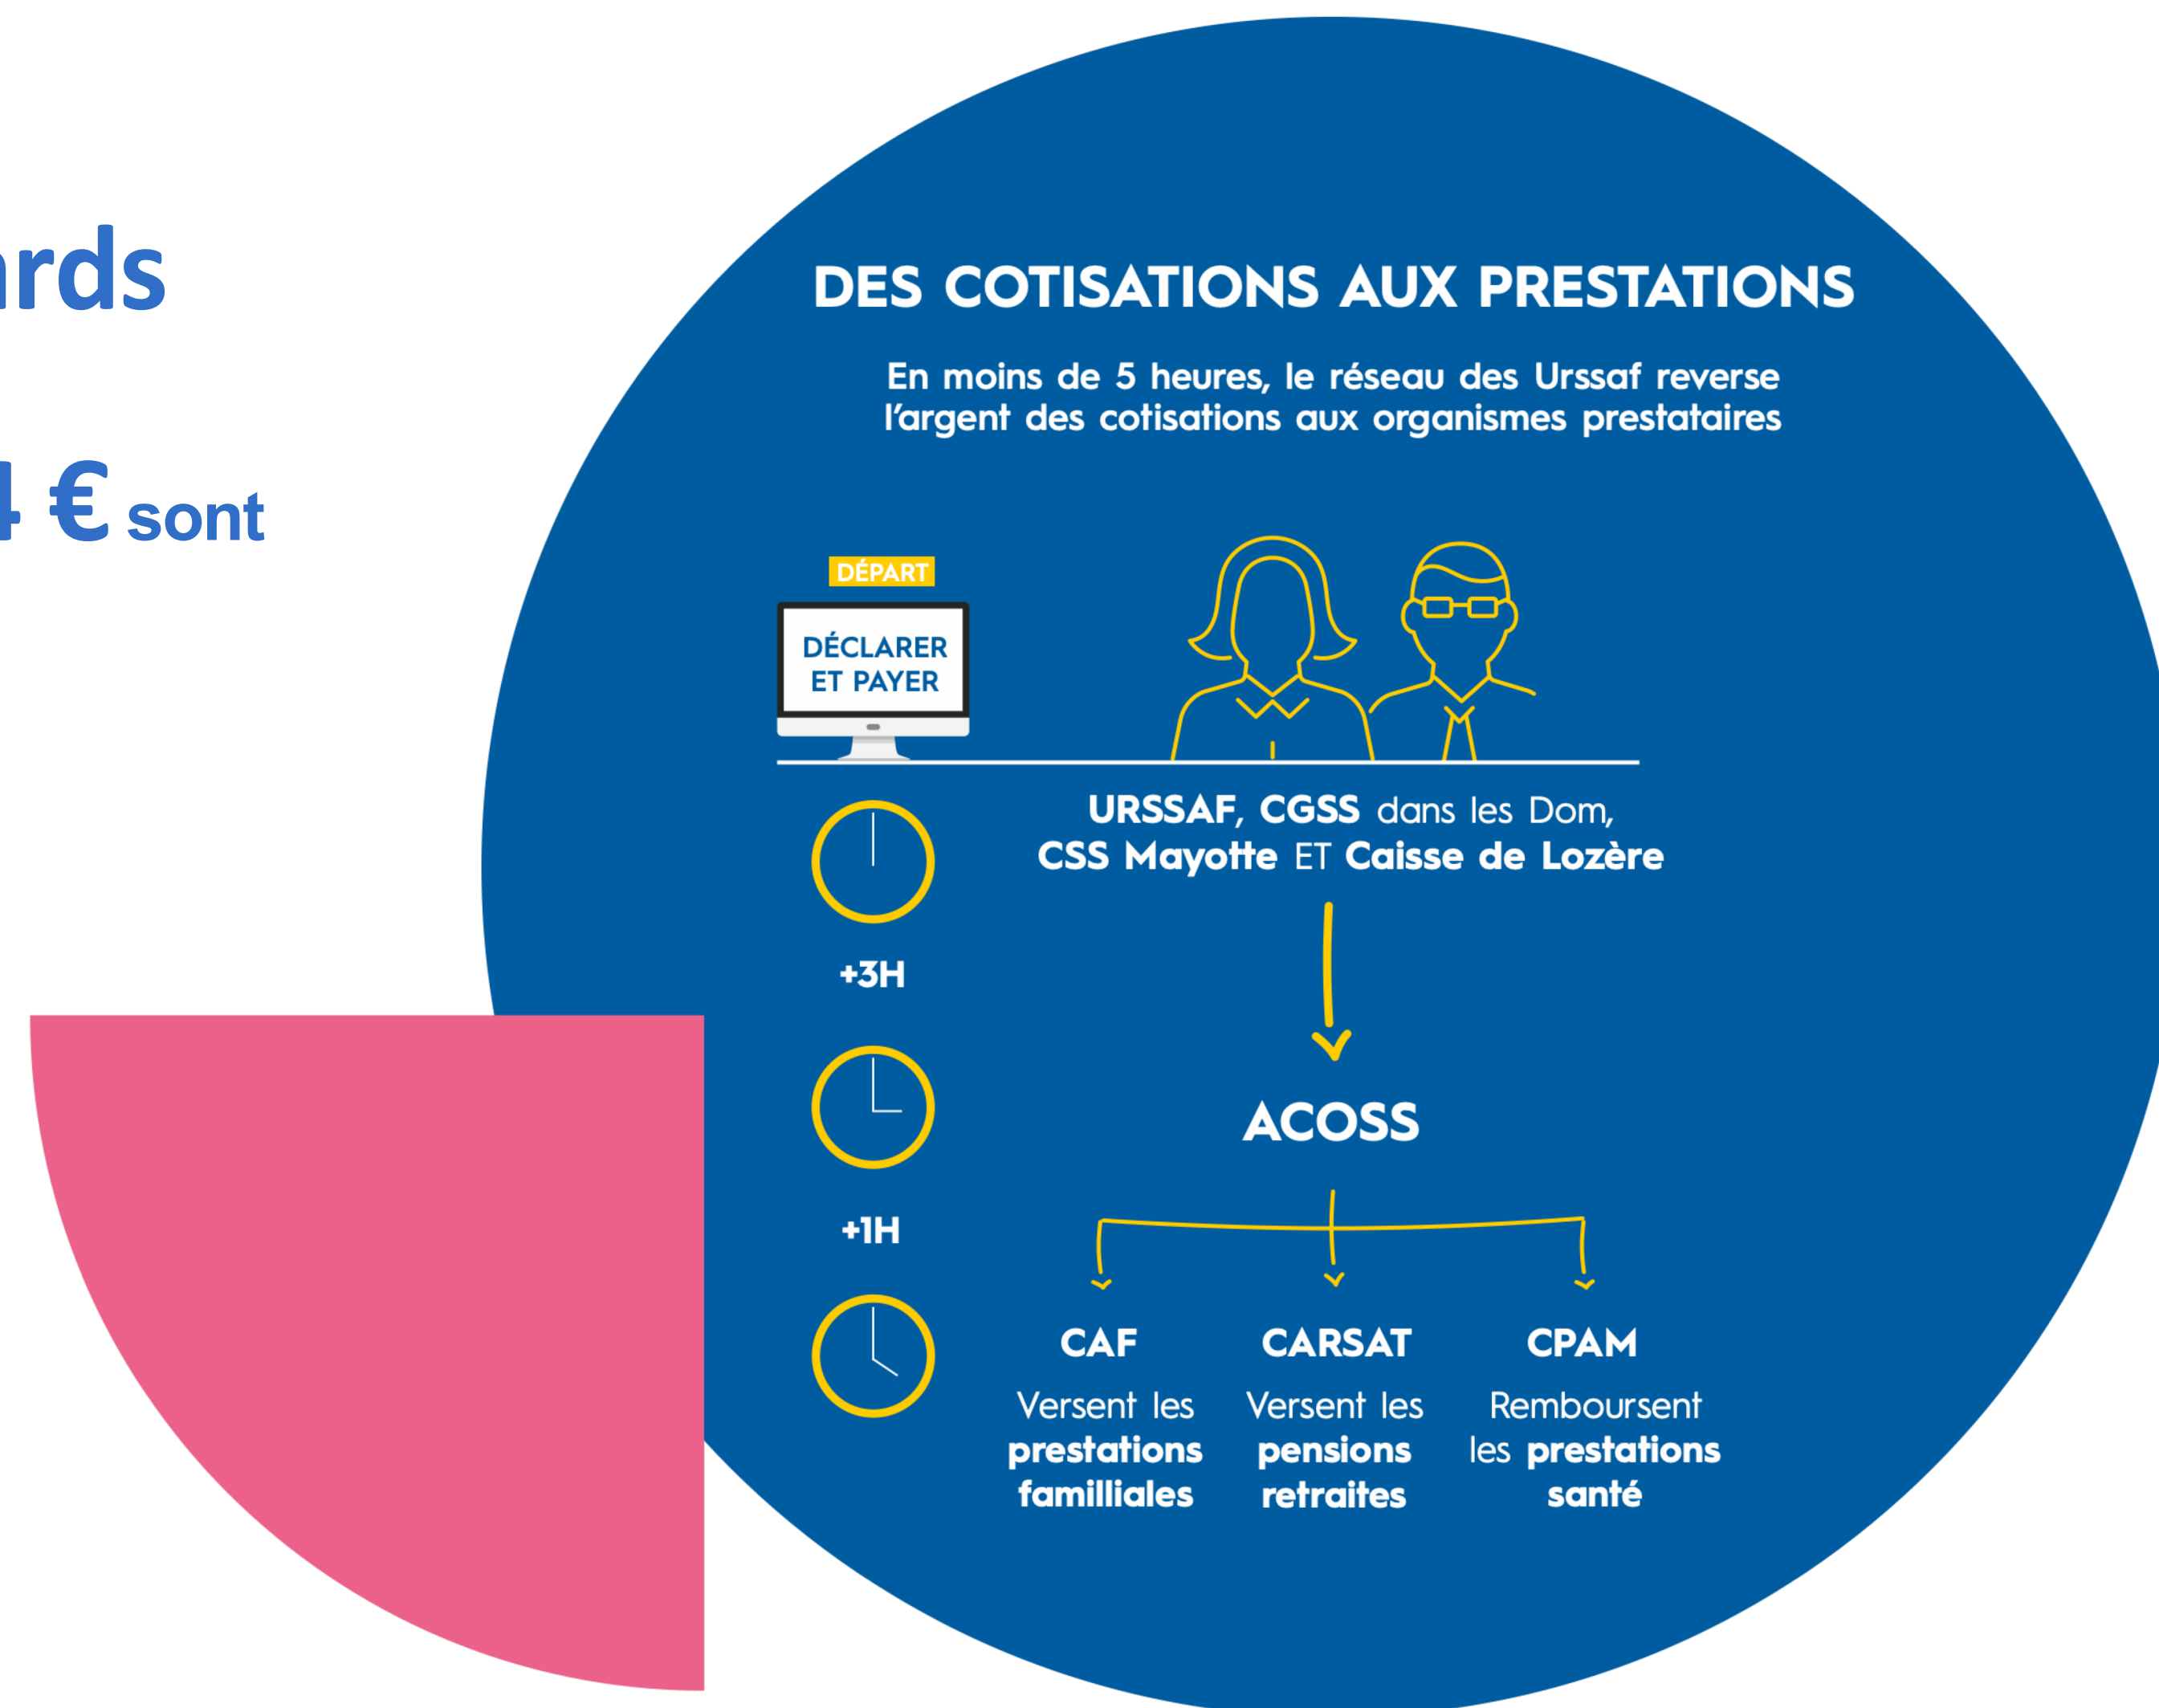 € sont
DES COTISATIONS AUX PRESTATIONS
En moins de 5 heures, le réseau des Urssaf reverse
l'argent des cotisations aux organismes prestataires
DÉPART
DÉCLARER
ET PAYER
URSSAF, CGSS dans les Dom,
CSS Mayotte ET Caisse de Lozère
+3H
ACOSS
+1H
CAF
Versent les
prestations
familliales
CARSAT
Versent les
pensions
retraites
CPAM
Remboursent
les prestations
santé